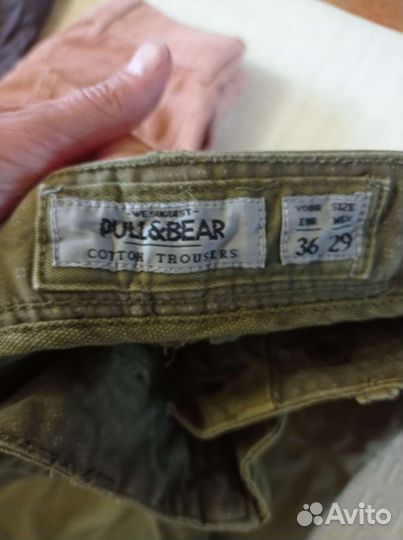 - WE SUGGEST -
PULL&BEAR
COTTON TROUSERS
YOUR SIZE
EUR MEX
36 29
Avito